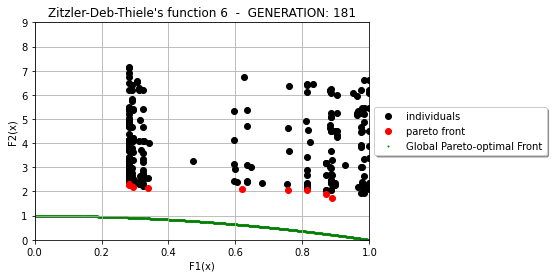 Zitzler-Deb-Thiele's function 6 - GENERATION: 181
9
8
7
6
5
4
3
2
1
0
F2(x)
0.0 0.2 0.4 0.6 0.8 1.0
F1(x)
individuals
pareto front
Global Pareto-optimal Front